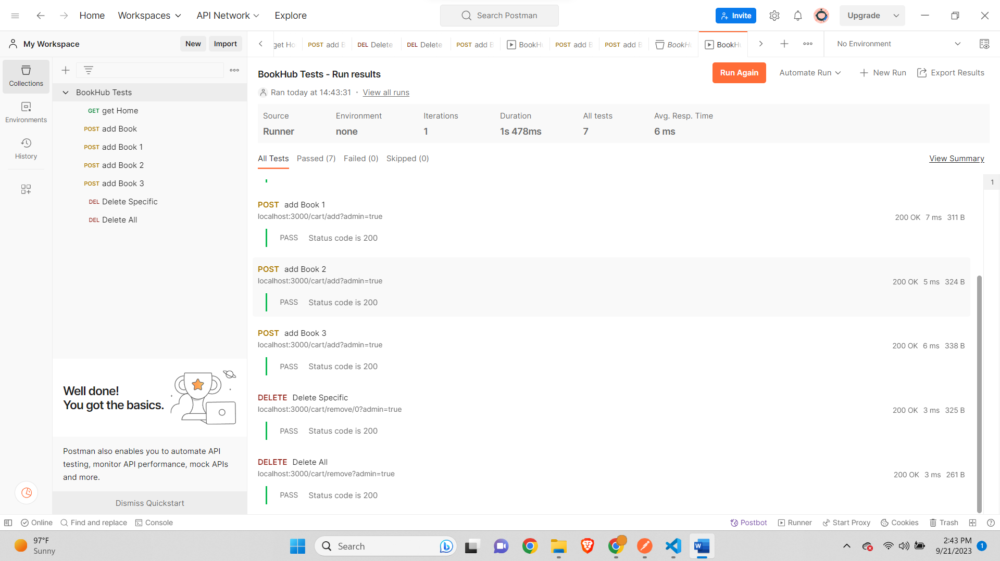 Home Workspaces API Network Explore Search Postman Invite Upgrade
My Workspace New Import
get Ho POST add B DEL Delete DEL Delete POST add B BookHu POST add B POST add B BookHu BookHu No Environment
Collections
Environments
History
BookHub Tests
GET get Home
POST add Book
POST add Book 1
POST add Book 2
POST add Book 3
DEL Delete Specific
DEL Delete All
Well done!
You got the basics.
Postman also enables you to automate API
testing, monitor API performance, mock APIs
and more.
Dismiss Quickstart
BookHub Tests - Run results
Run Again Automate Run New Run Export Results
Ran today at 14:43:31 · View all runs
Source Environment Iterations Duration All tests Avg. Resp. Time
Runner none 1 1s 478ms 7 6 ms
All Tests Passed (7) Failed (0) Skipped (0) View Summary
1
POST add Book 1
localhost:3000/cart/add?admin=true
200 OK 7 ms 311 B
PASS Status code is 200
POST add Book 2
localhost:3000/cart/add?admin=true
200 OK 5 ms 324 B
PASS Status code is 200
POST add Book 3
localhost:3000/cart/add?admin=true
200 OK 6 ms 338 B
PASS Status code is 200
DELETE Delete Specific
localhost:3000/cart/remove/0?admin=true
200 OK 3 ms 325 B
PASS Status code is 200
DELETE Delete All
localhost:3000/cart/remove?admin=true
200 OK 3 ms 261 B
PASS Status code is 200
Online Find and replace Console Postbot Runner Start Proxy Cookies Trash
97°F
Sunny
Search
2:43 PM
9/21/2023
1